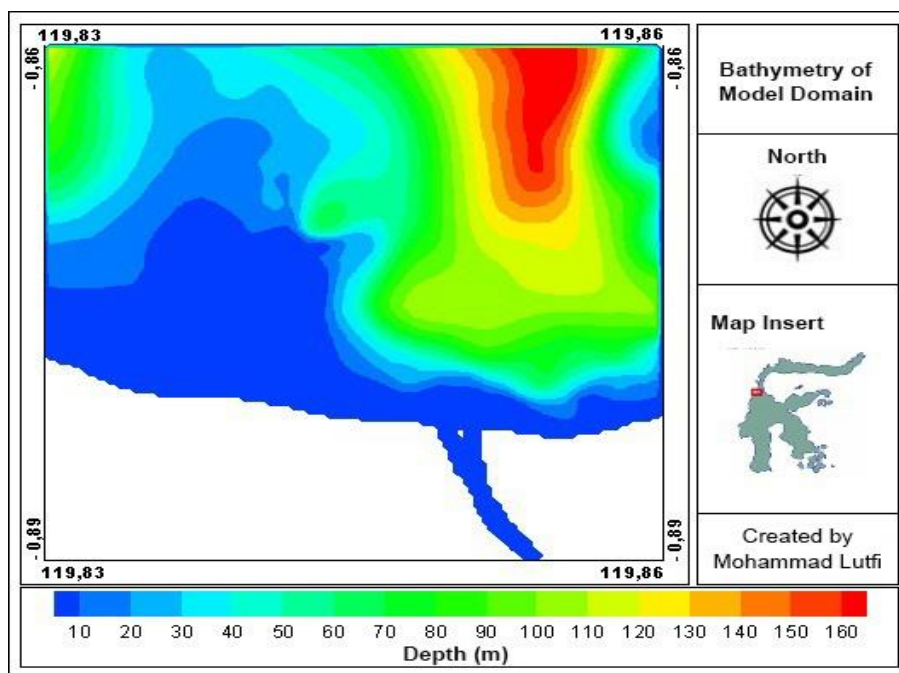 119,83 119,86
- 0,86 - 0,86
- 0,89 - 0,89
119,83 119,86
Bathymetry of
Model Domain
North
Map Insert
Created by
Mohammad Lutfi
10 20 30 40 50 60 70 80 90 100 110 120 130 140 150 160
Depth (m)